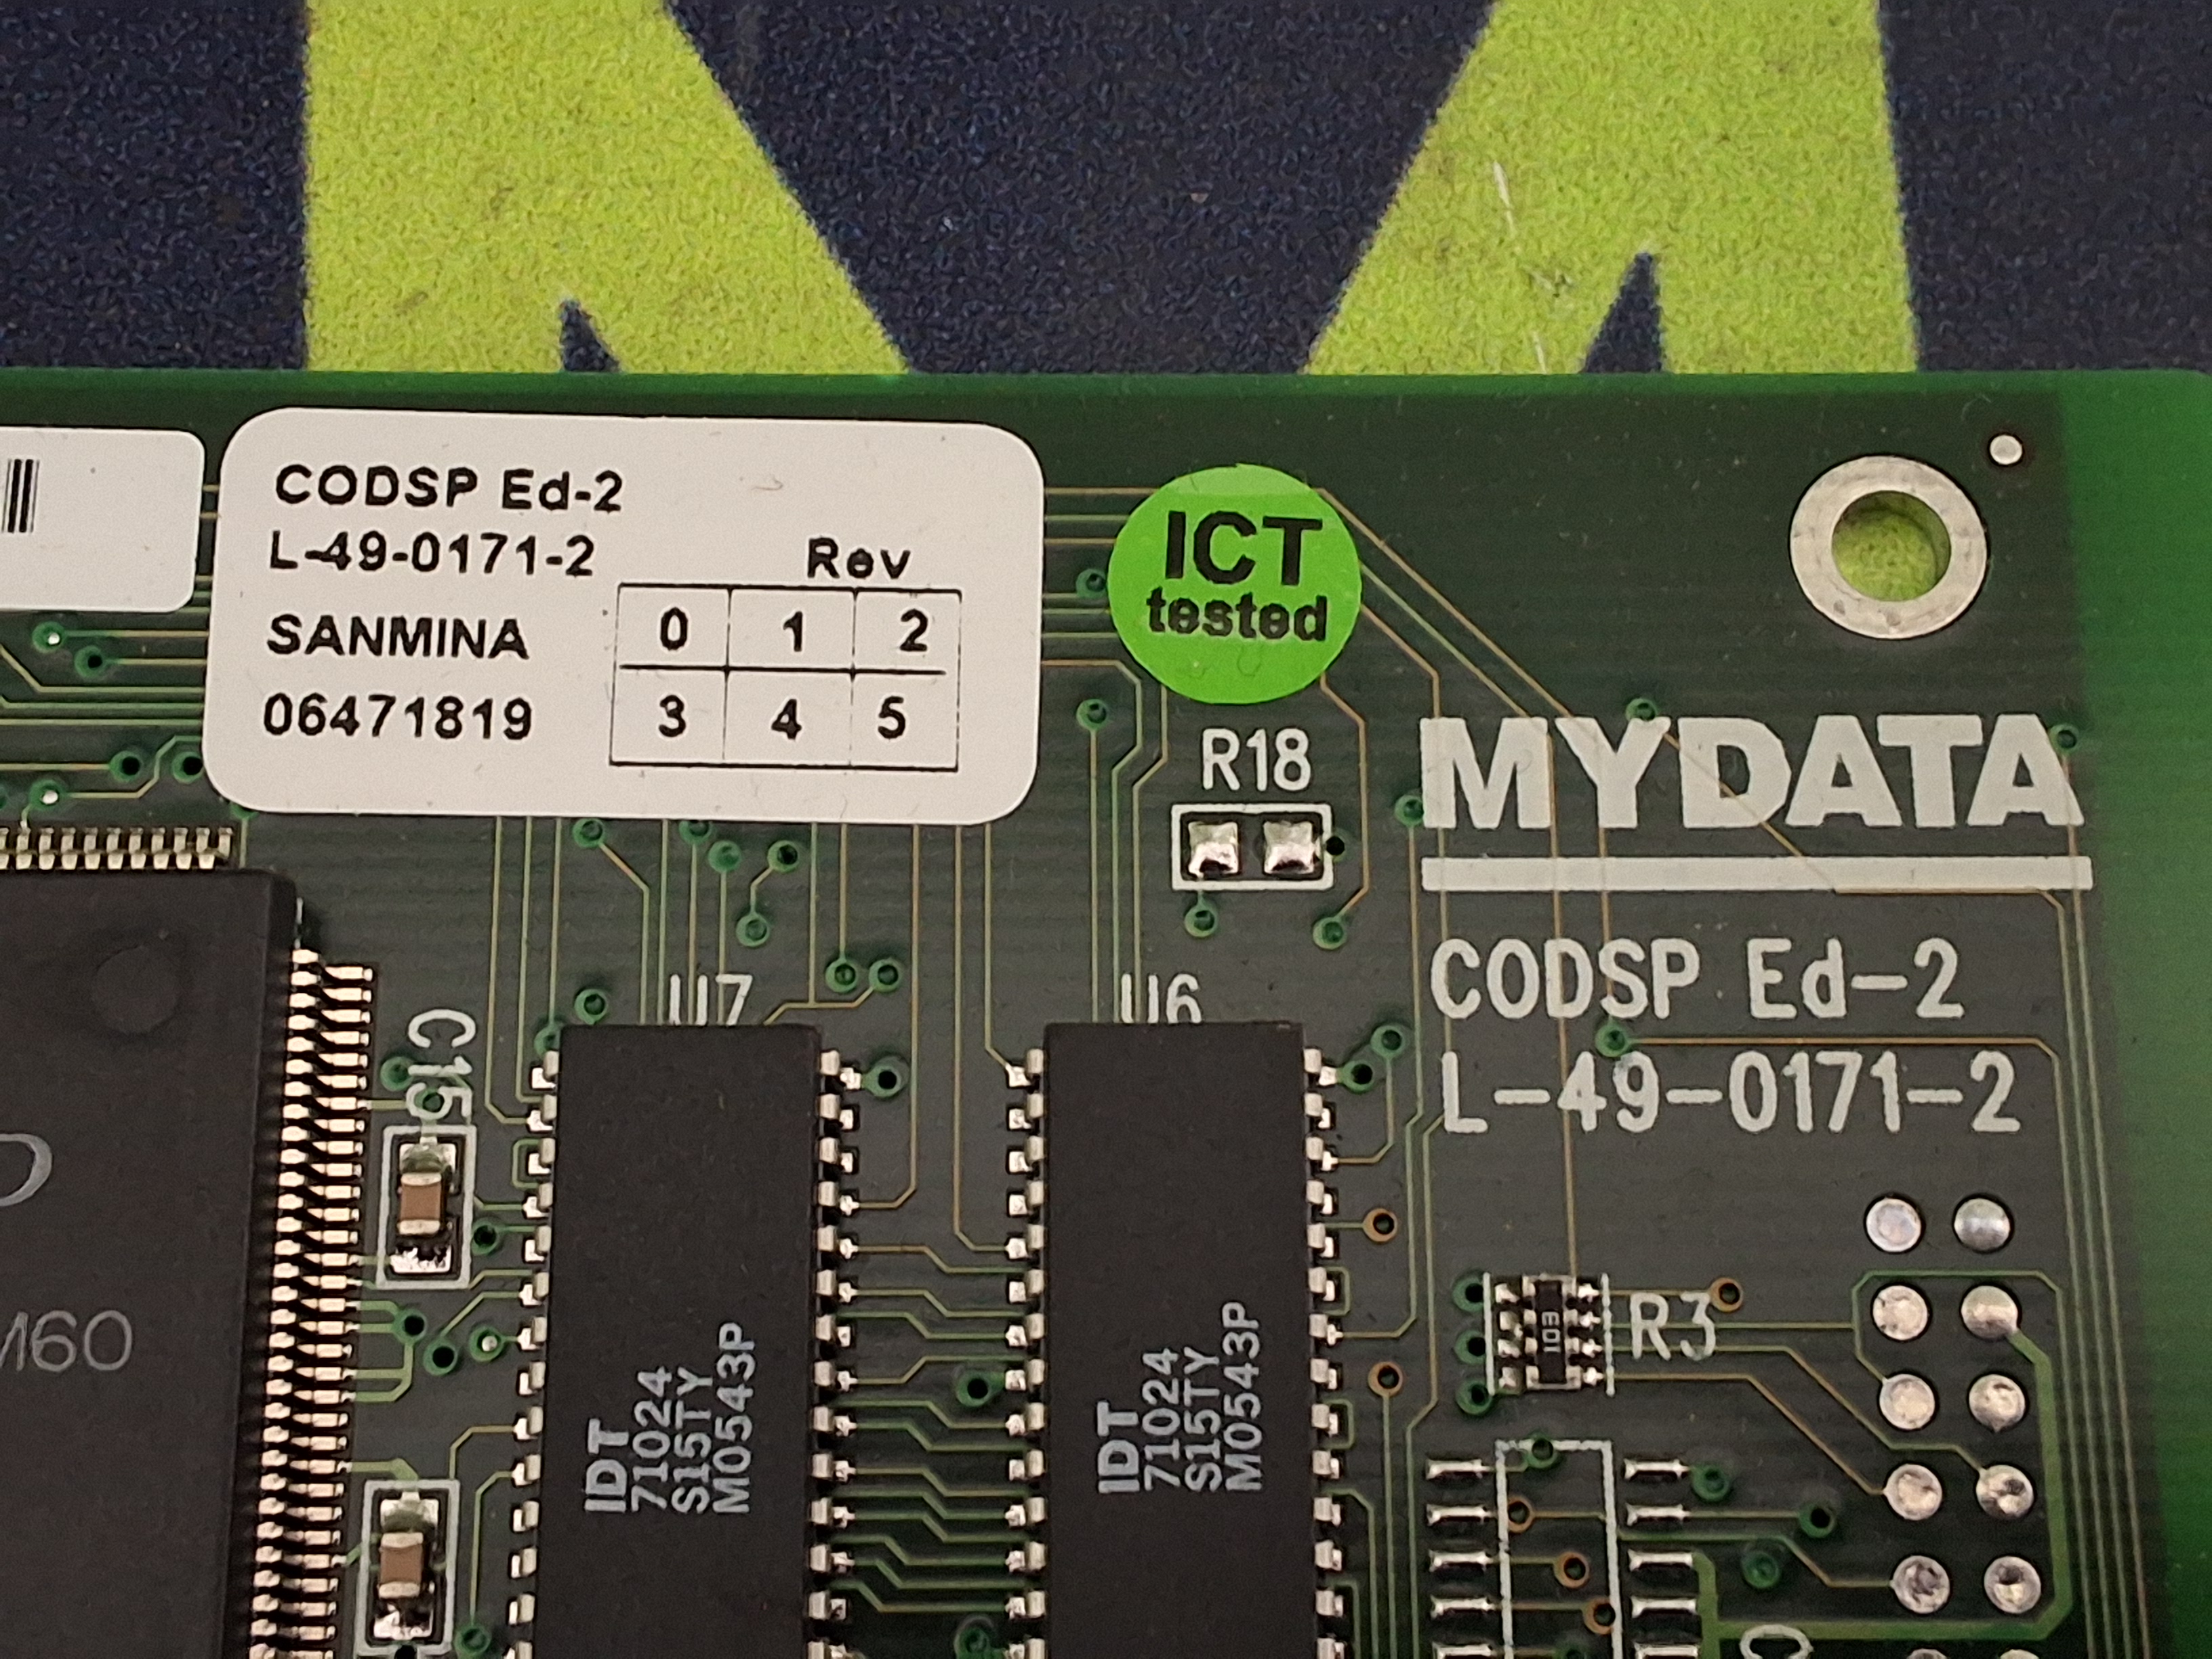 CODSP Ed-2
L-49-0171-2
Rev
SANMINA
0 1 2
06471819
3 4 5
ICT
tested
R18
MYDATA
CODSP Ed-2
L-49-0171-2
U7
U6
C15
R3
103
M60
IDT
71024
S15TY
M0543P
IDT
71024
S15TY
M0543P